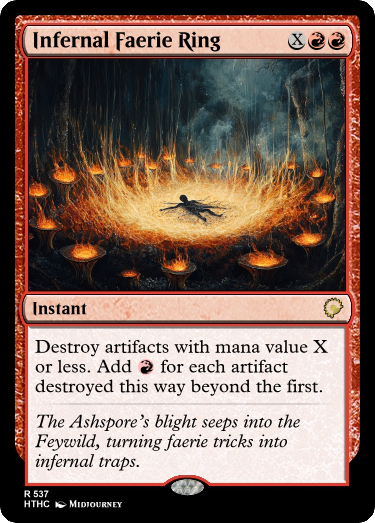 Infernal Faerie Ring X
Instant
Destroy artifacts with mana value X
or less. Add for each artifact
destroyed this way beyond the first.
The Ashspore's blight seeps into the
Feywild, turning faerie tricks into
infernal traps.
R 537
HTHC MIDJOURNEY